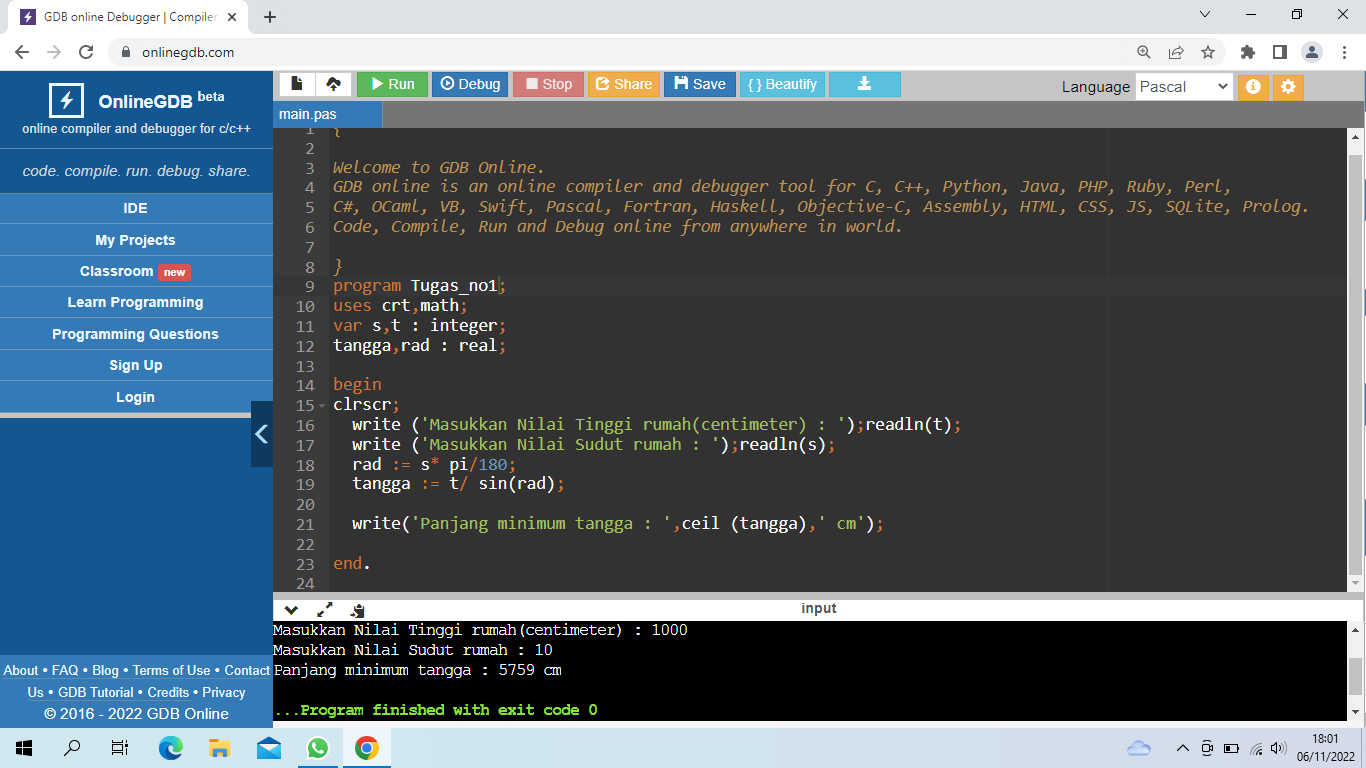 GDB online Debugger | Compiler
onlinegdb.com
OnlineGDB beta
online compiler and debugger for c/c++
code. compile. run. debug. share.
IDE
My Projects
Classroom new
Learn Programming
Programming Questions
Sign Up
Login
About • FAQ • Blog • Terms of Use • Contact
Us • GDB Tutorial • Credits • Privacy
© 2016 - 2022 GDB Online
Run Debug Stop Share Save { } Beautify Language Pascal
main.pas
1 {
2
3 Welcome to GDB Online.
4 GDB online is an online compiler and debugger tool for C, C++, Python, Java, PHP, Ruby, Perl,
5 C#, OCaml, VB, Swift, Pascal, Fortran, Haskell, Objective-C, Assembly, HTML, CSS, JS, SQLite, Prolog.
6 Code, Compile, Run and Debug online from anywhere in world.
7
8 }
9 program Tugas_no1;
10 uses crt,math;
11 var s,t : integer;
12 tangga,rad : real;
13
14 begin
15 clrscr;
16 write ('Masukkan Nilai Tinggi rumah(centimeter) : ');readln(t);
17 write ('Masukkan Nilai Sudut rumah : ');readln(s);
18 rad := s* pi/180;
19 tangga := t/ sin(rad);
20
21 write('Panjang minimum tangga : ',ceil (tangga),' cm');
22
23 end.
24
input
Masukkan Nilai Tinggi rumah(centimeter) : 1000
Masukkan Nilai Sudut rumah : 10
Panjang minimum tangga : 5759 cm
...Program finished with exit code 0
18:01
06/11/2022